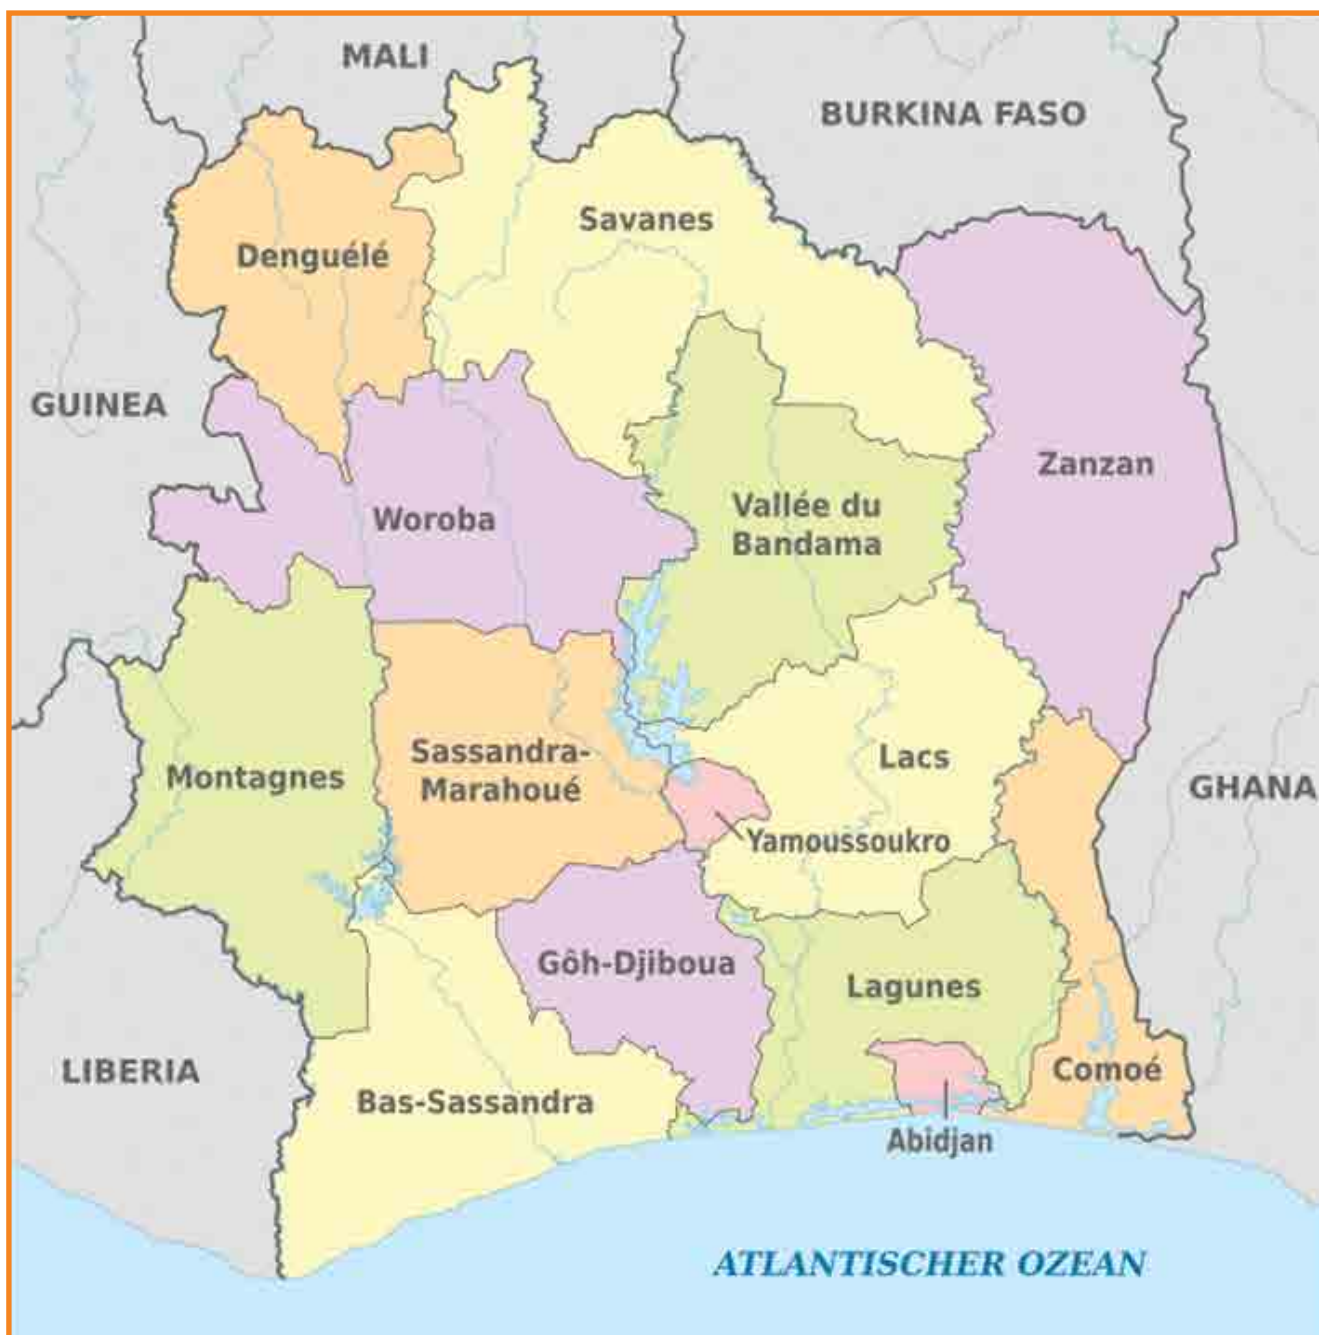 MALI
BURKINA FASO
Savanes
Denguélé
GUINEA
Zanzan
Woroba
Vallée du
Bandama
Sassandra-
Marahoué
Montagnes
Lacs
GHANA
Yamoussoukro
Gôh-Djiboua
Lagunes
LIBERIA
Comoé
Bas-Sassandra
Abidjan
ATLANTISCHER OZEAN